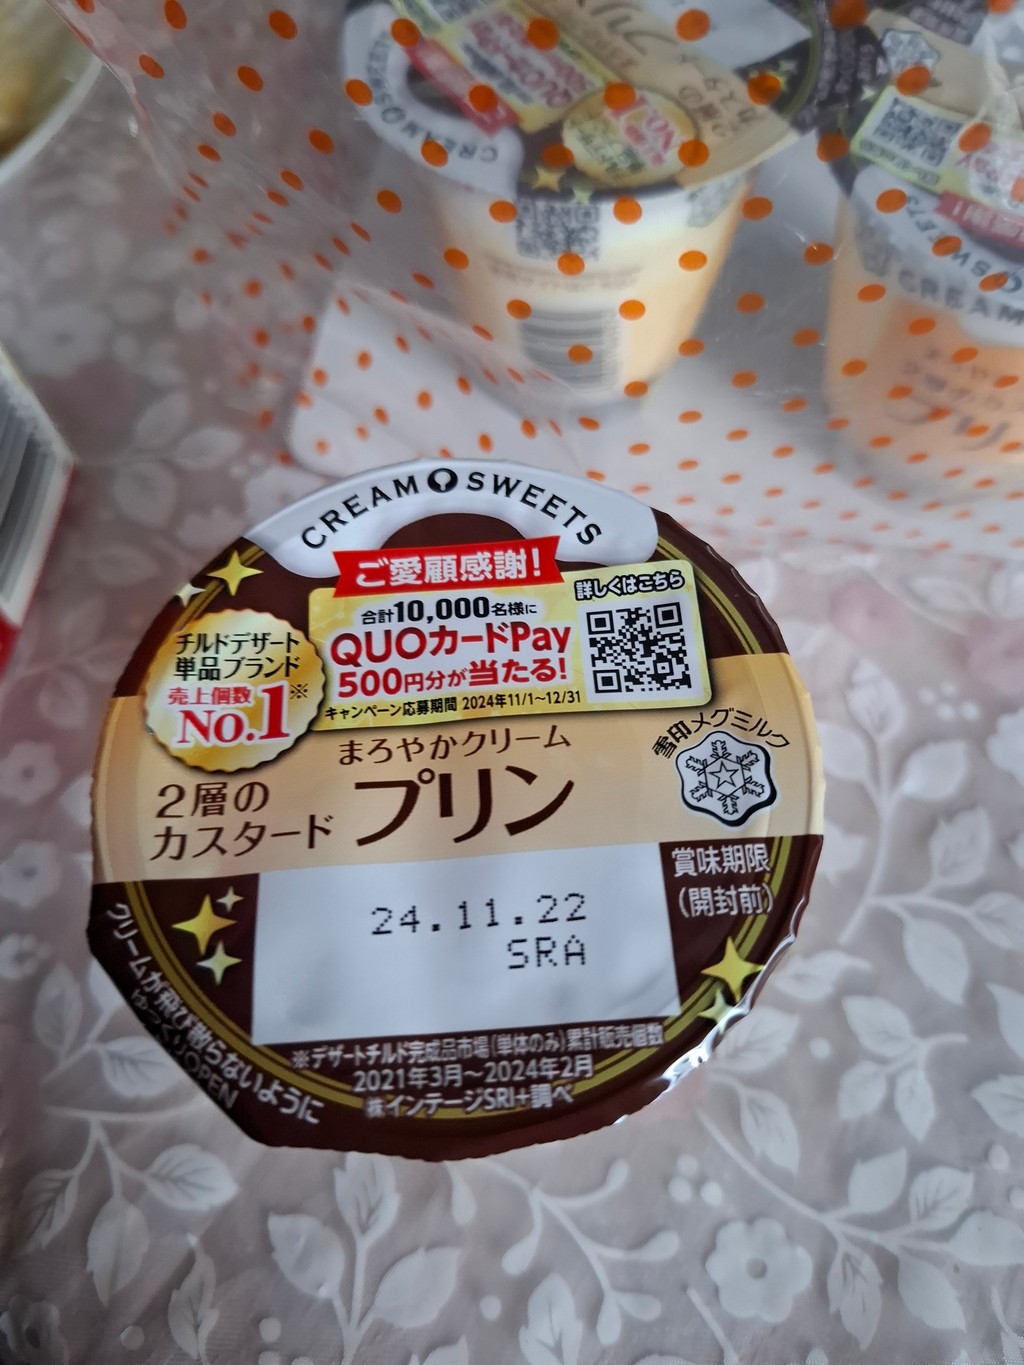 CREAM SWEETS
ご愛顧感謝!
合計10,000名様に
QUOカードPay
500円分が当たる!
キャンペーン応募期間 2024年11/1~12/31
詳しくはこちら
チルドデザート
単品ブランド
売上個数
No.1※
まろやかクリーム
2層の
カスタード
プリン
雪印メグミルク
賞味期限
(開封前)
24.11.22
SRA
※デザートチルド完成品市場(単体のみ)累計販売個数
2021年3月~2024年2月
㈱インテージSRI+調べ
クリームが飛び散らないように
ゆっくりOPEN